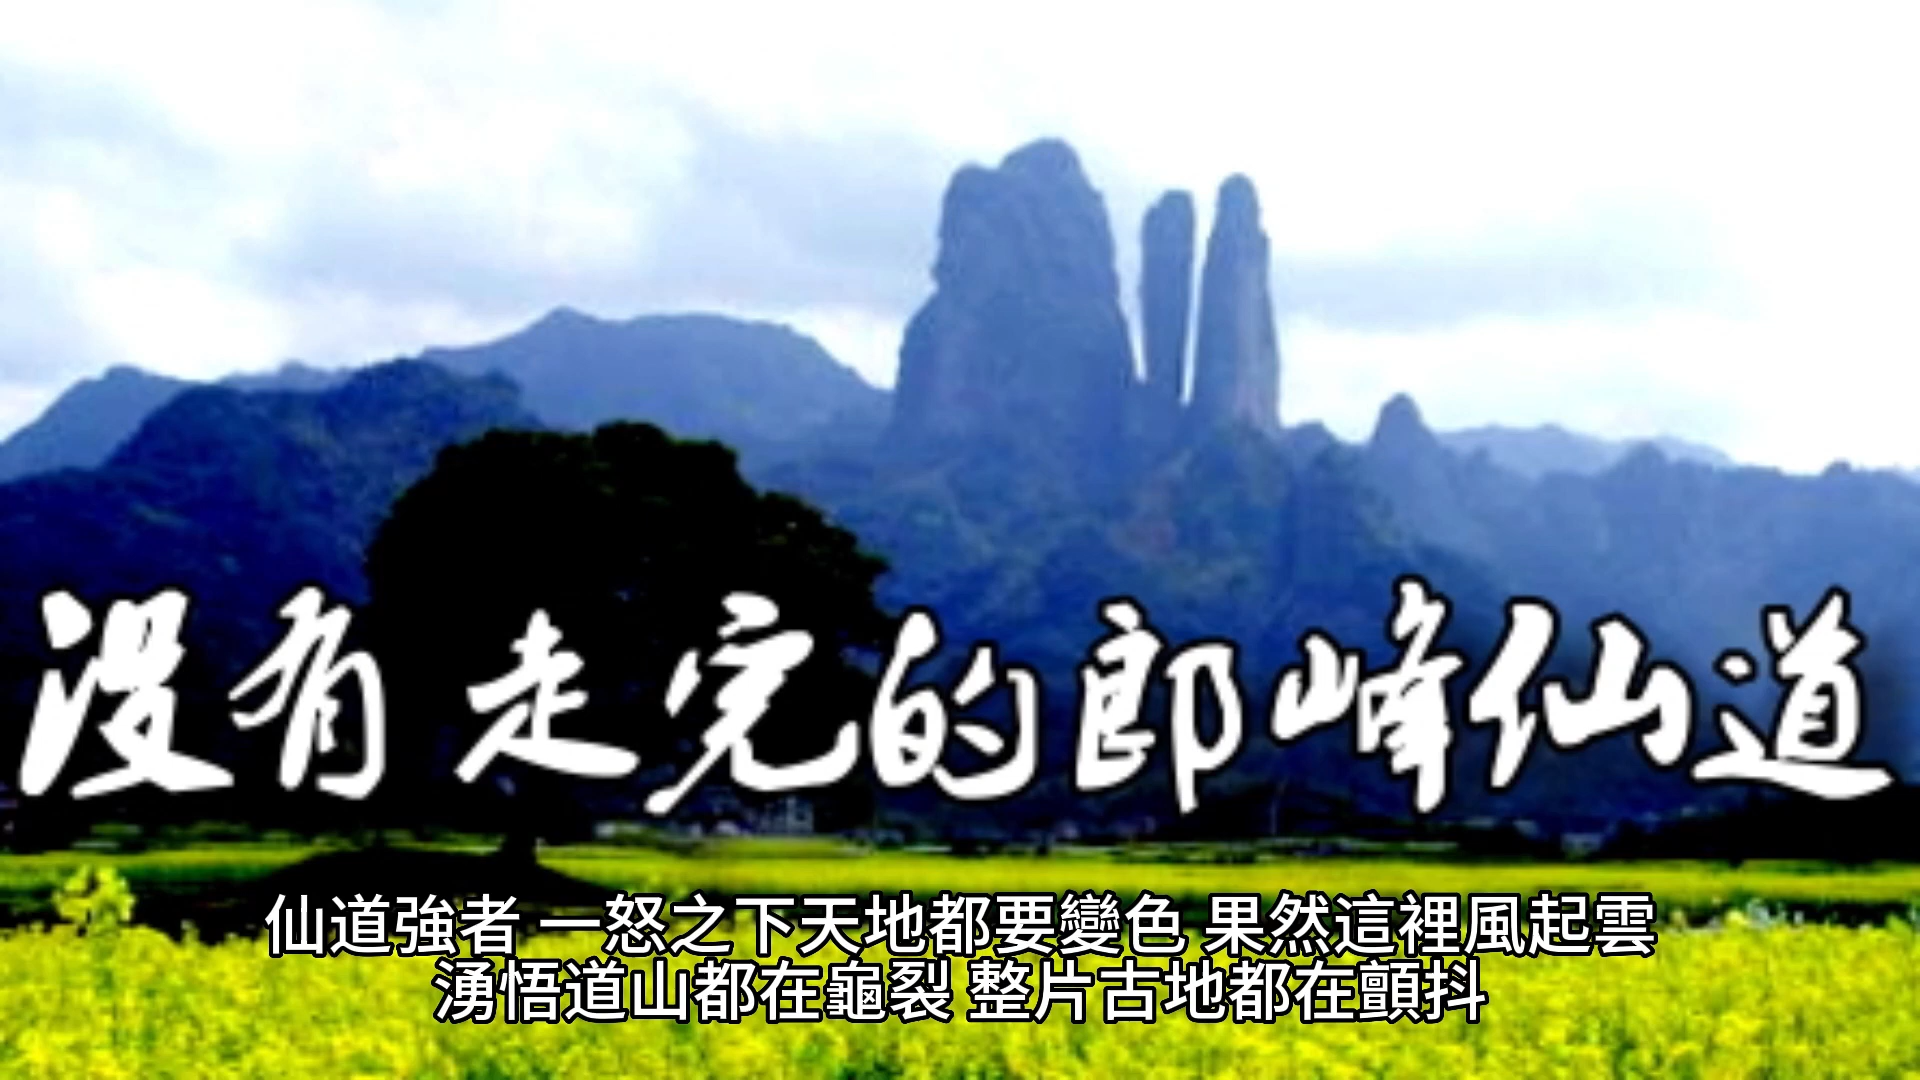 没有走完的郎峰仙道
仙道強者 一怒之下天地都要變色 果然這裡風起雲
湧悟道山都在龜裂 整片古地都在顫抖